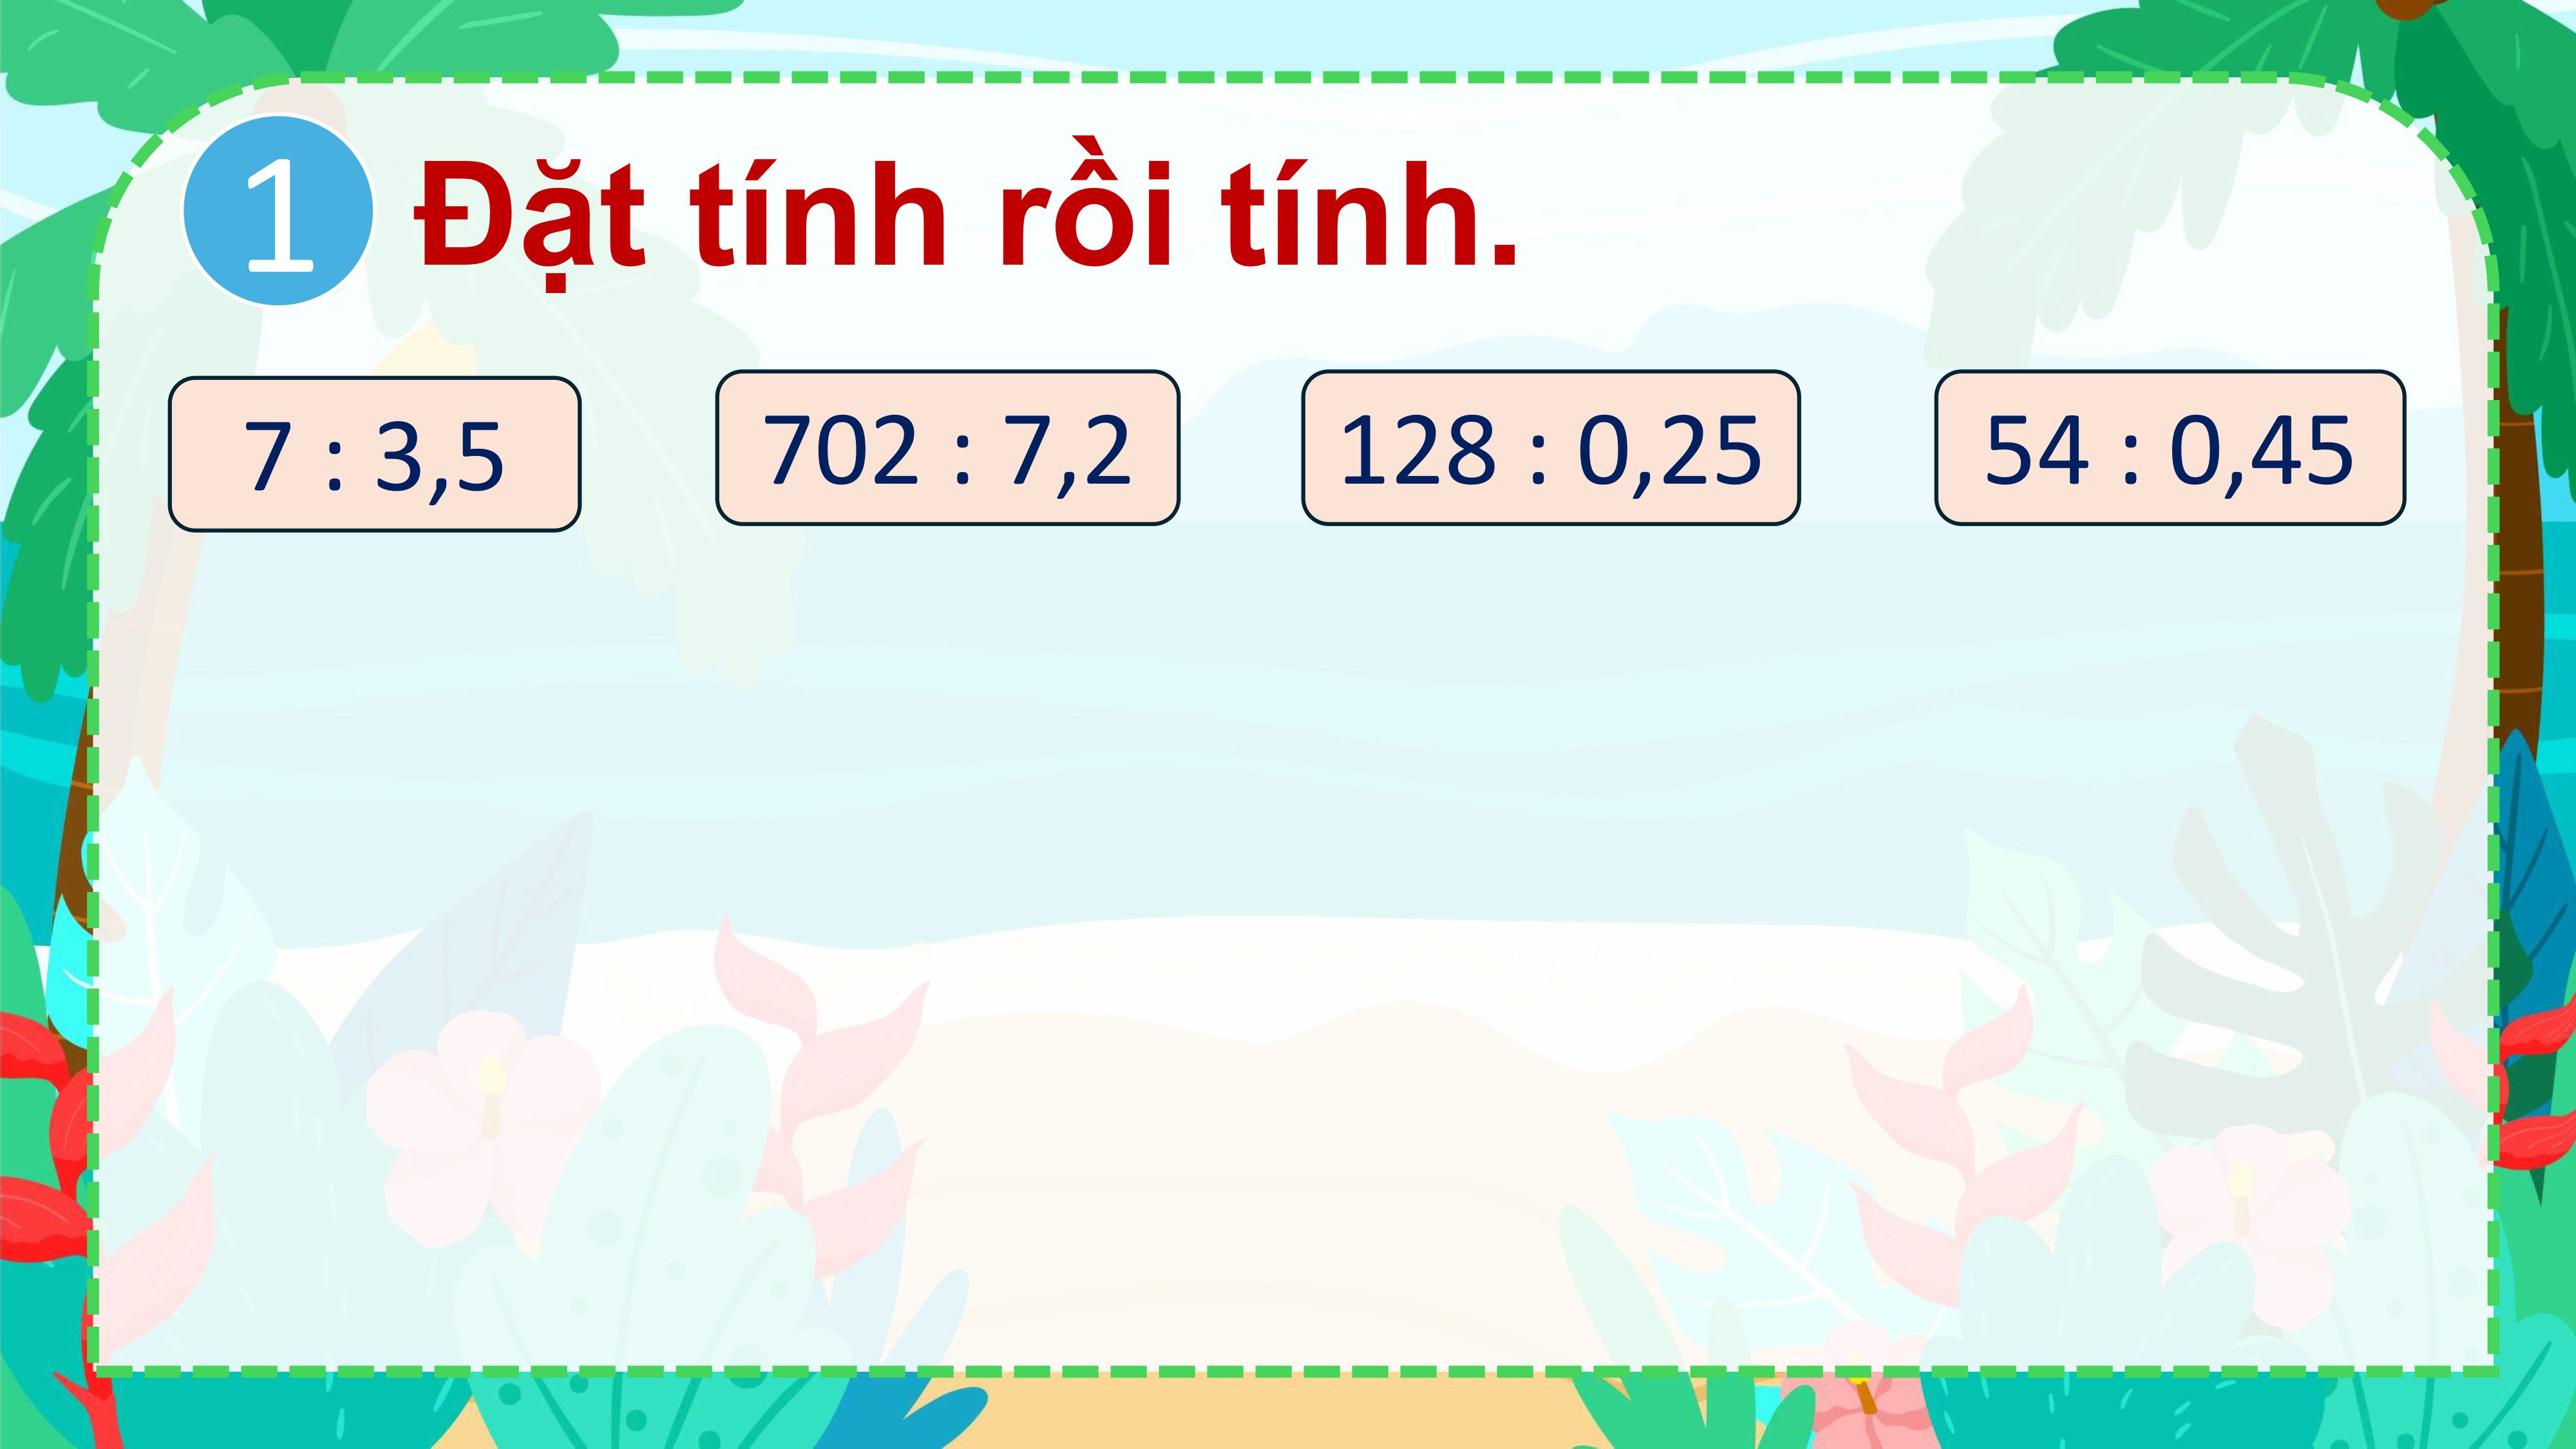 1 Đặt tính rồi tính.
7 : 3,5 702 : 7,2 128 : 0,25 54 : 0,45